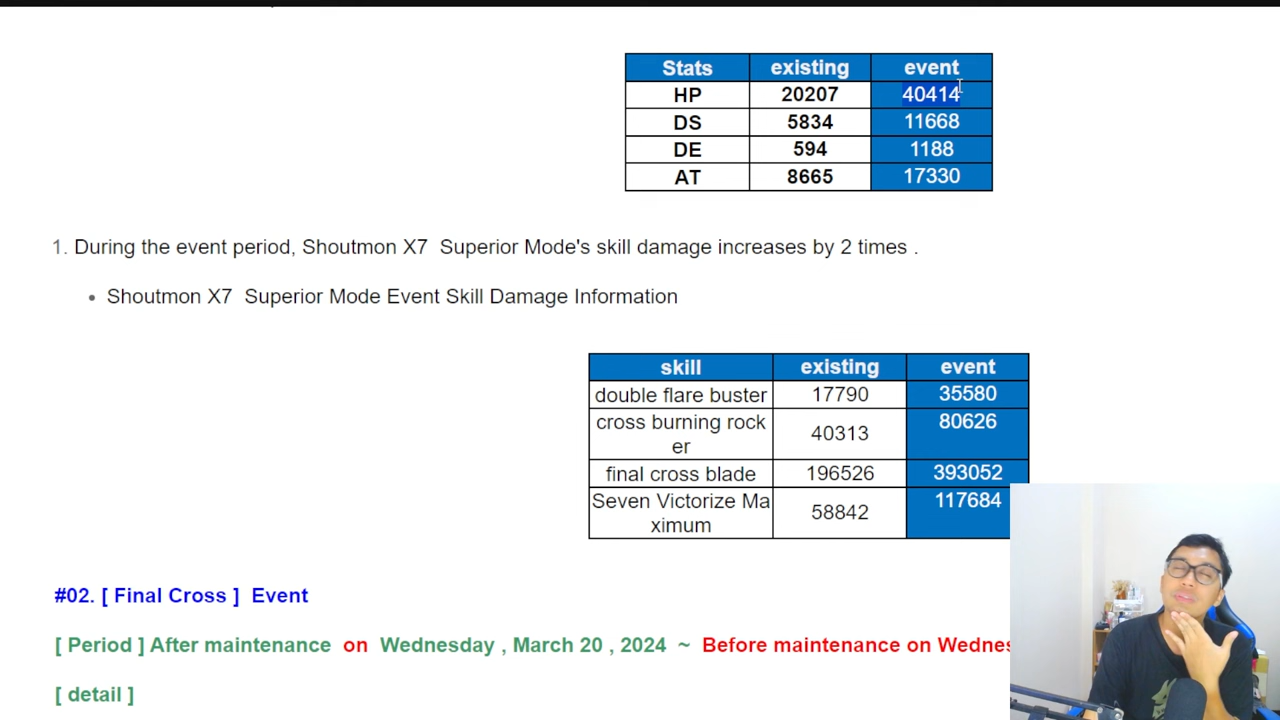 Stats existing event
HP 20207 40414
DS 5834 11668
DE 594 1188
AT 8665 17330
1. During the event period, Shoutmon X7 Superior Mode's skill damage increases by 2 times .
• Shoutmon X7 Superior Mode Event Skill Damage Information
skill existing event
double flare buster 17790 35580
cross burning rock
er 40313 80626
final cross blade 196526 393052
Seven Victorize Ma
ximum 58842 117684
#02. [ Final Cross ] Event
[ Period ] After maintenance on Wednesday , March 20 , 2024 ~ Before maintenance on Wednes
[ detail ]